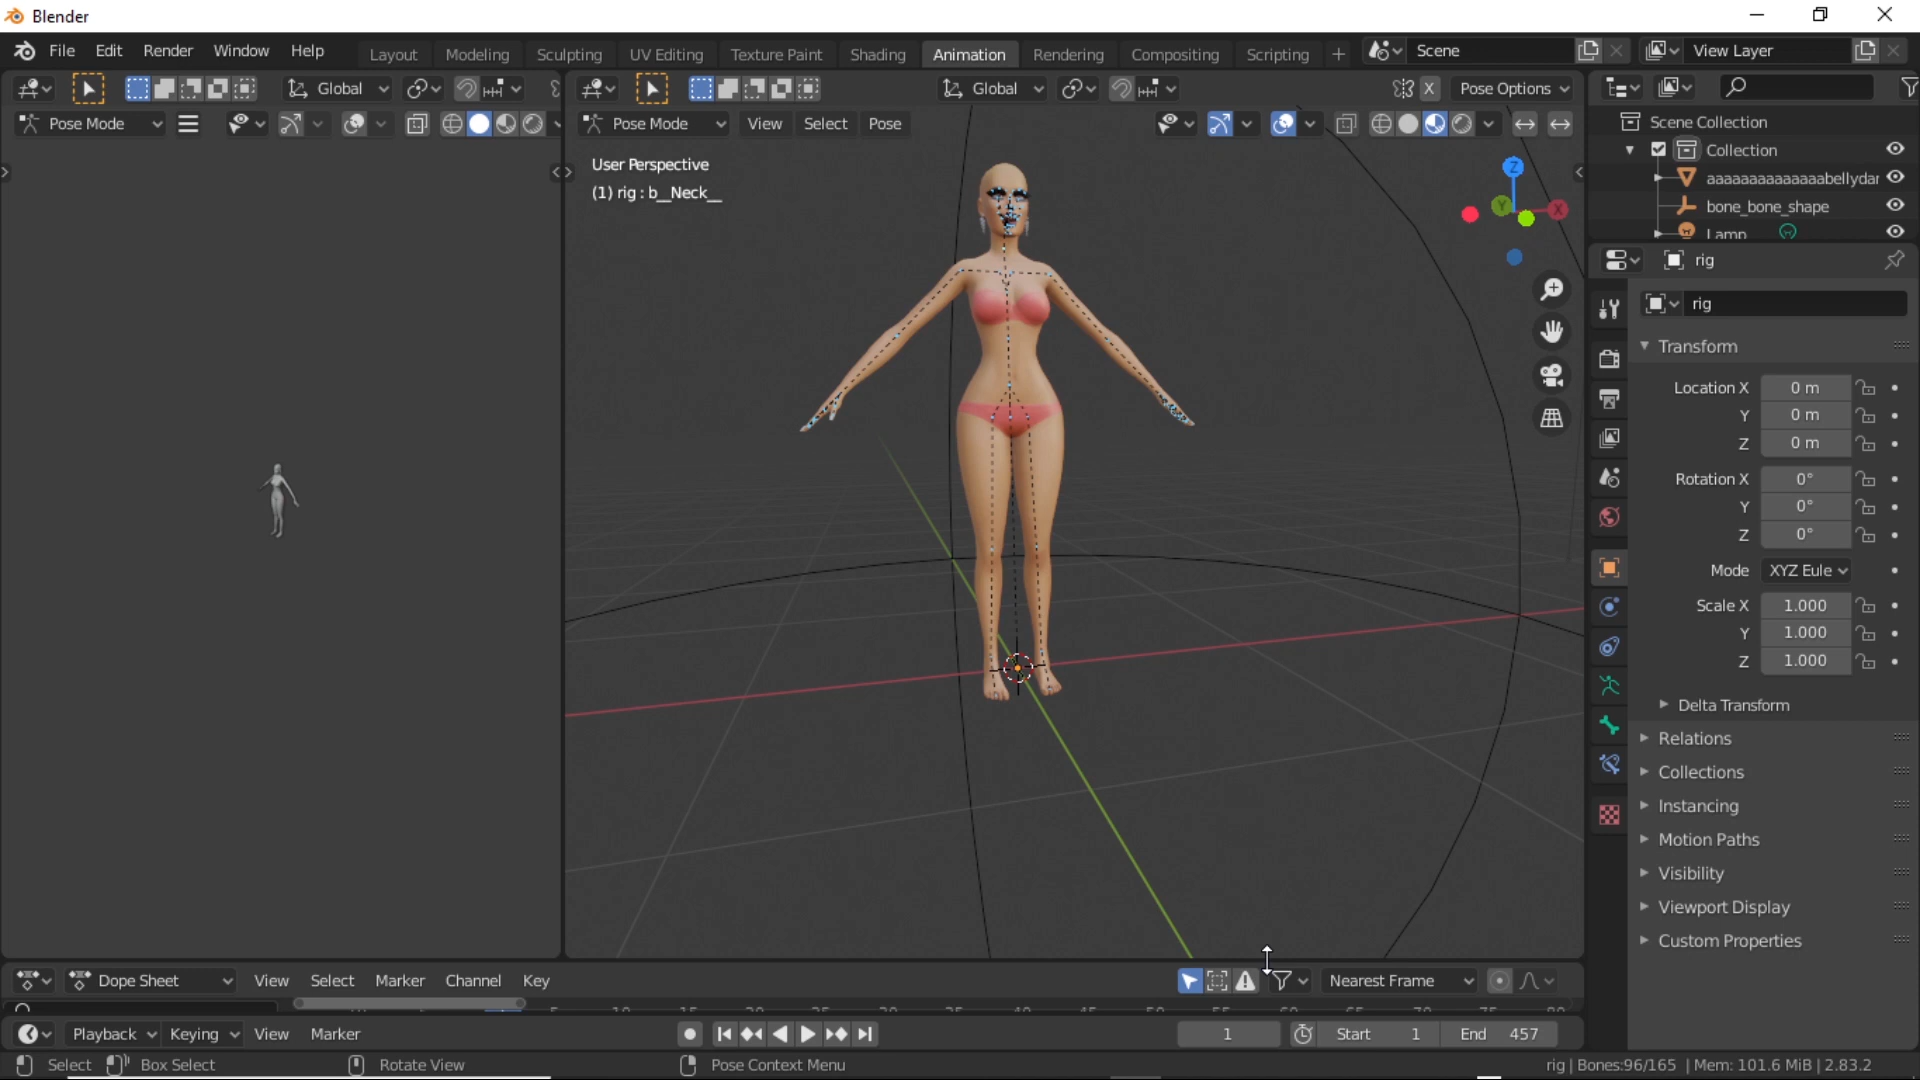 Blender
File Edit Render Window Help Layout Modeling Sculpting UV Editing Texture Paint Shading Animation Rendering Compositing Scripting + Scene View Layer
Global Global X Pose Options
Pose Mode Pose Mode View Select Pose
User Perspective
(1) rig : b__Neck__
Z
Y X
Scene Collection
Collection
aaaaaaaaaaaaaabellydar
bone_bone_shape
Lamp
rig
rig
Transform
Location X 0 m
Y 0 m
Z 0 m
Rotation X 0°
Y 0°
Z 0°
Mode XYZ Eule
Scale X 1.000
Y 1.000
Z 1.000
Delta Transform
Relations
Collections
Instancing
Motion Paths
Visibility
Viewport Display
Custom Properties
Dope Sheet View Select Marker Channel Key Nearest Frame
Playback Keying View Marker 1 Start 1 End 457
Select Box Select Rotate View Pose Context Menu rig | Bones:96/165 | Mem: 101.6 MiB | 2.83.2